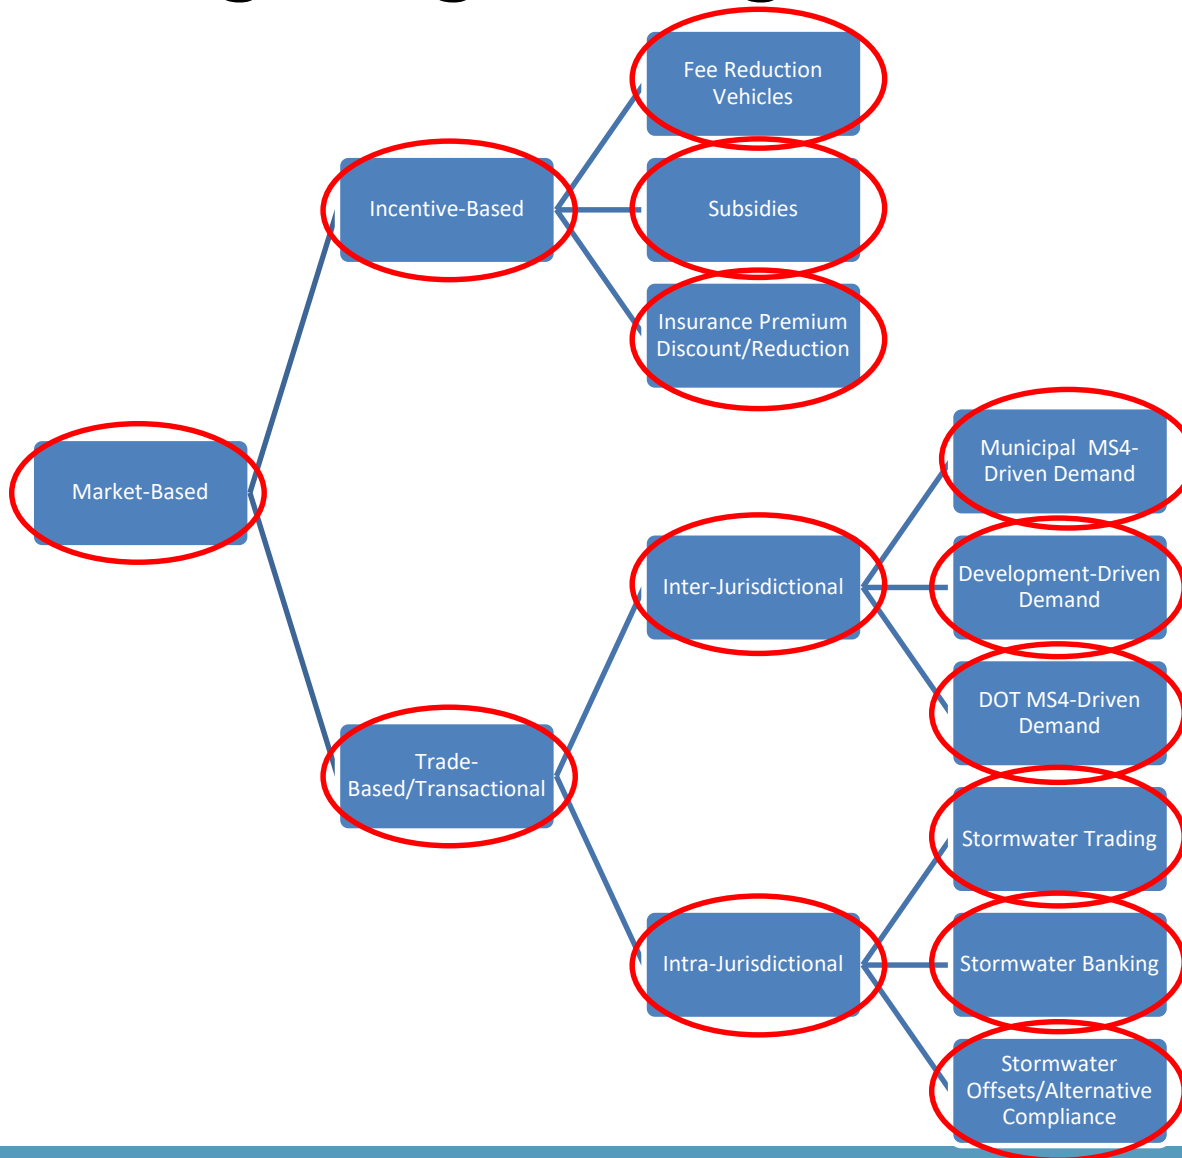 Fee Reduction
Vehicles
Incentive-Based
Subsidies
Insurance Premium
Discount/Reduction
Market-Based
Municipal  MS4-
Driven Demand
Inter-Jurisdictional
Development-Driven
Demand
DOT MS4-Driven
Demand
Trade-
Based/Transactional
Stormwater Trading
Intra-Jurisdictional
Stormwater Banking
Stormwater
Offsets/Alternative
Compliance